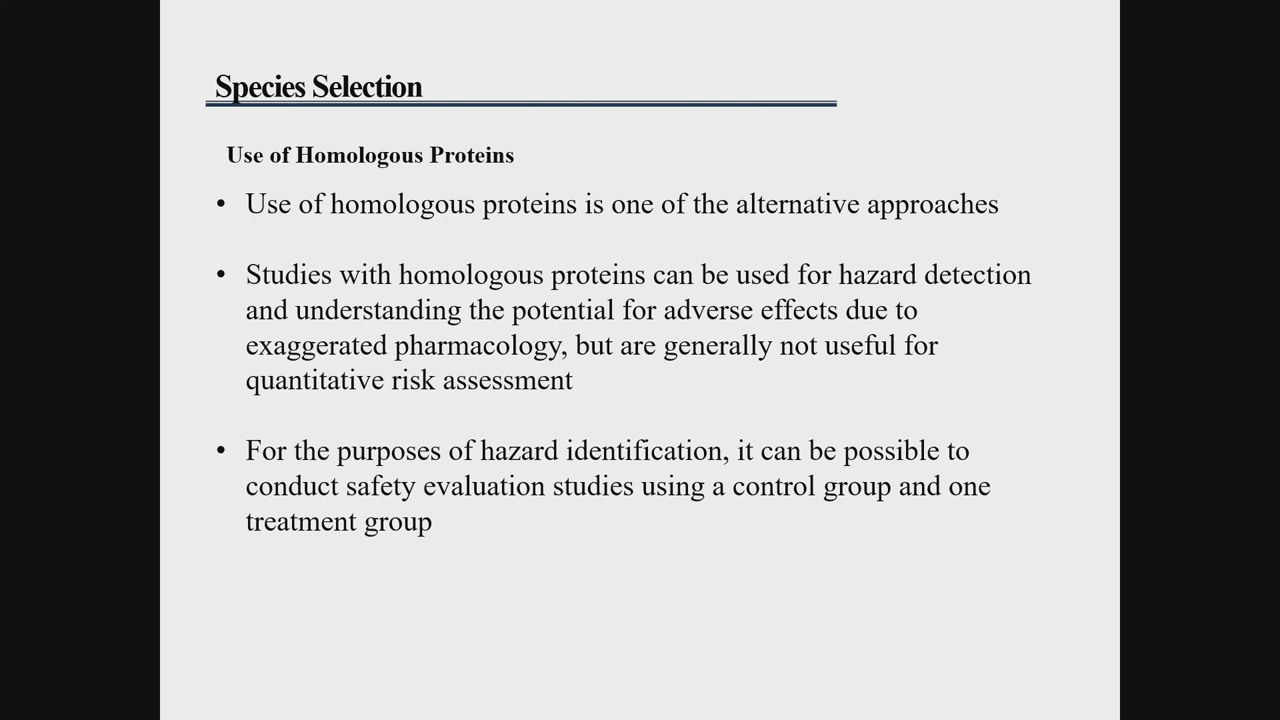 Species Selection
Use of Homologous Proteins
• Use of homologous proteins is one of the alternative approaches
• Studies with homologous proteins can be used for hazard detection
and understanding the potential for adverse effects due to
exaggerated pharmacology, but are generally not useful for
quantitative risk assessment
• For the purposes of hazard identification, it can be possible to
conduct safety evaluation studies using a control group and one
treatment group